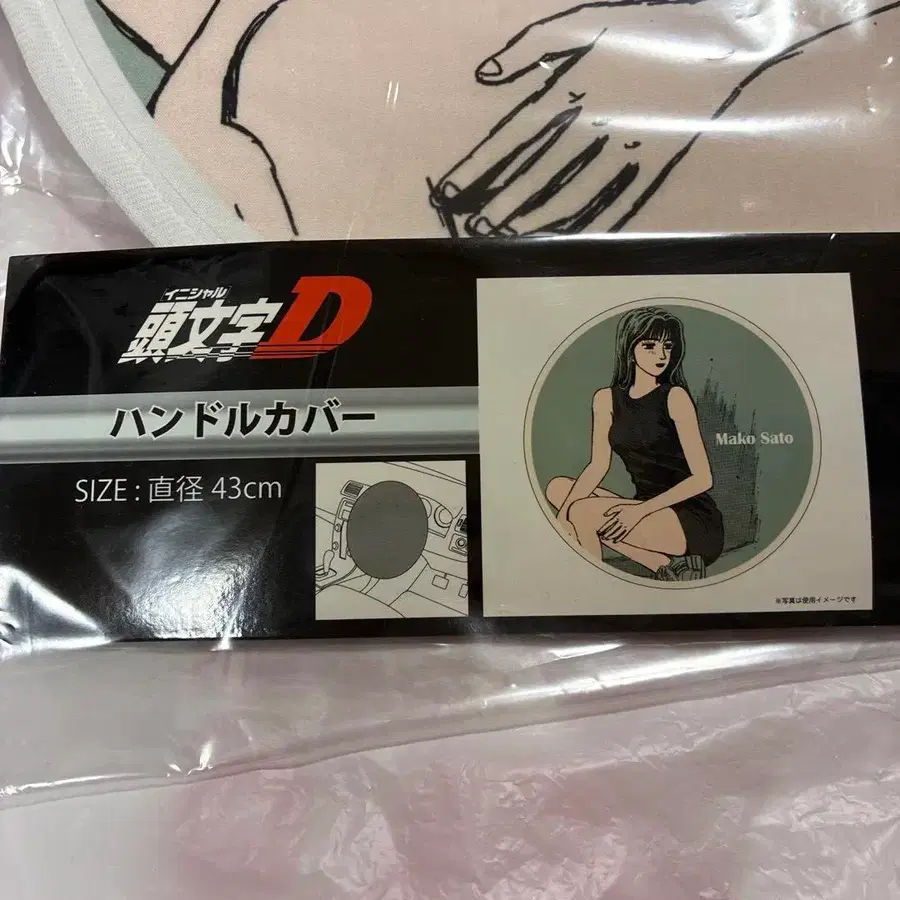 イニシャル
頭文字D
ハンドルカバー
SIZE : 直径 43cm
Mako Sato
※写真は使用イメージです